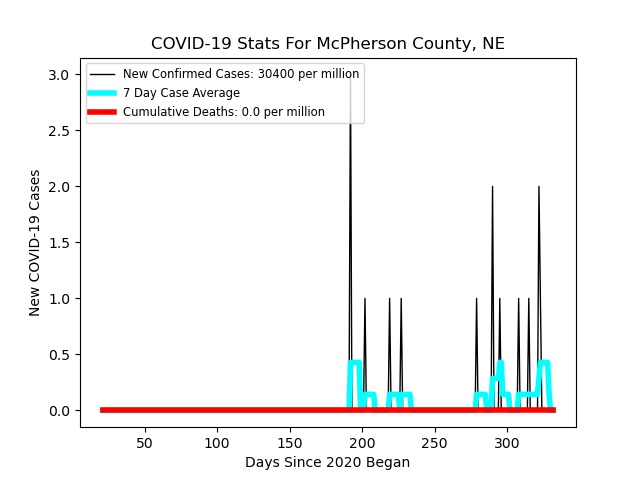 COVID-19 Stats For McPherson County, NE
New Confirmed Cases: 30400 per million
7 Day Case Average
Cumulative Deaths: 0.0 per million
New COVID-19 Cases
3.0
2.5
2.0
1.5
1.0
0.5
0.0
50 100 150 200 250 300
Days Since 2020 Began